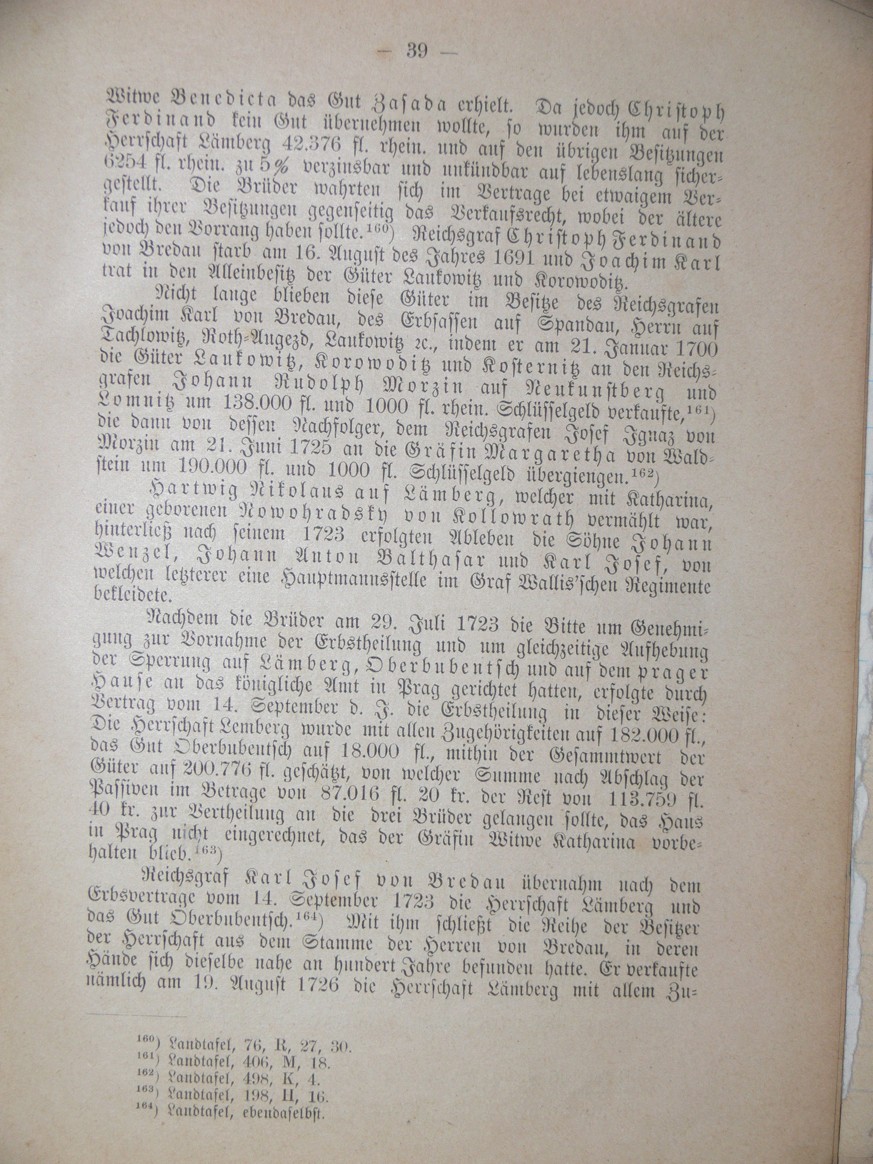 — 39 —
Witwe Benedicta das Gut Zasada erhielt. Da jedoch Christoph
Ferdinand kein Gut übernehmen wollte, so wurden ihm auf der
Herrschaft Lämberg 42.376 fl. rhein. und auf den übrigen Besitzungen
6254 fl. rhein. zu 5% verzinsbar und unkündbar auf lebenslang sicher-
gestellt. Die Brüder wahrten sich im Vertrage bei etwaigem Ver-
kauf ihrer Besitzungen gegenseitig das Verkaufsrecht, wobei der ältere
jedoch den Vorrang haben sollte.¹⁶⁰) Reichsgraf Christoph Ferdinand
von Bredau starb am 16. August des Jahres 1691 und Joachim Karl
trat in den Alleinbesitz der Güter Laukowitz und Korowoditz.
Nicht lange blieben diese Güter im Besitze des Reichsgrafen
Joachim Karl von Bredau, des Erbsassen auf Spandau, Herrn auf
Tachlowitz, Roth-Augezd, Laukowitz ꝛc., indem er am 21. Januar 1700
die Güter Laukowitz, Korowoditz und Kosternitz an den Reichs-
grafen Johann Rudolph Morzin auf Neukunstberg und
Lomnitz um 138.000 fl. und 1000 fl. rhein. Schlüsselgeld verkaufte,¹⁶¹)
die dann von dessen Nachfolger, dem Reichsgrafen Josef Ignaz von
Morzin am 21. Juni 1725 an die Gräfin Margaretha von Wald-
stein um 190.000 fl. und 1000 fl. Schlüsselgeld übergiengen.¹⁶²)
Hartwig Nikolaus auf Lämberg, welcher mit Katharina,
einer geborenen Nowohradsky von Kollowrath vermählt war,
hinterließ nach seinem 1723 erfolgten Ableben die Söhne Johann
Wenzel, Johann Anton Balthasar und Karl Josef, von
welchen letzterer eine Hauptmannsstelle im Graf Wallis'schen Regimente
bekleidete.
Nachdem die Brüder am 29. Juli 1723 die Bitte um Genehmi-
gung zur Vornahme der Erbstheilung und um gleichzeitige Aufhebung
der Sperrung auf Lämberg, Oberbubentsch und auf dem prager
Hause an das königliche Amt in Prag gerichtet hatten, erfolgte durch
Vertrag vom 14. September d. J. die Erbstheilung in dieser Weise:
Die Herrschaft Lemberg wurde mit allen Zugehörigkeiten auf 182.000 fl.,
das Gut Oberbubentsch auf 18.000 fl., mithin der Gesammtwert der
Güter auf 200.776 fl. geschätzt, von welcher Summe nach Abschlag der
Passiven im Betrage von 87.016 fl. 20 kr. der Rest von 113.759 fl.
40 kr. zur Vertheilung an die drei Brüder gelangen sollte, das Haus
in Prag nicht eingerechnet, das der Gräfin Witwe Katharina vorbe-
halten blieb.¹⁶³)
Reichsgraf Karl Josef von Bredau übernahm nach dem
Erbsvertrage vom 14. September 1723 die Herrschaft Lämberg und
das Gut Oberbubentsch.¹⁶⁴) Mit ihm schließt die Reihe der Besitzer
der Herrschaft aus dem Stamme der Herren von Bredau, in deren
Hände sich dieselbe nahe an hundert Jahre befunden hatte. Er verkaufte
nämlich am 19. August 1726 die Herrschaft Lämberg mit allem Zu-
¹⁶⁰) Landtafel, 76, R, 27, 30.
¹⁶¹) Landtafel, 406, M, 18.
¹⁶²) Landtafel, 498, K, 4.
¹⁶³) Landtafel, 198, H, 16.
¹⁶⁴) Landtafel, ebendaselbst.